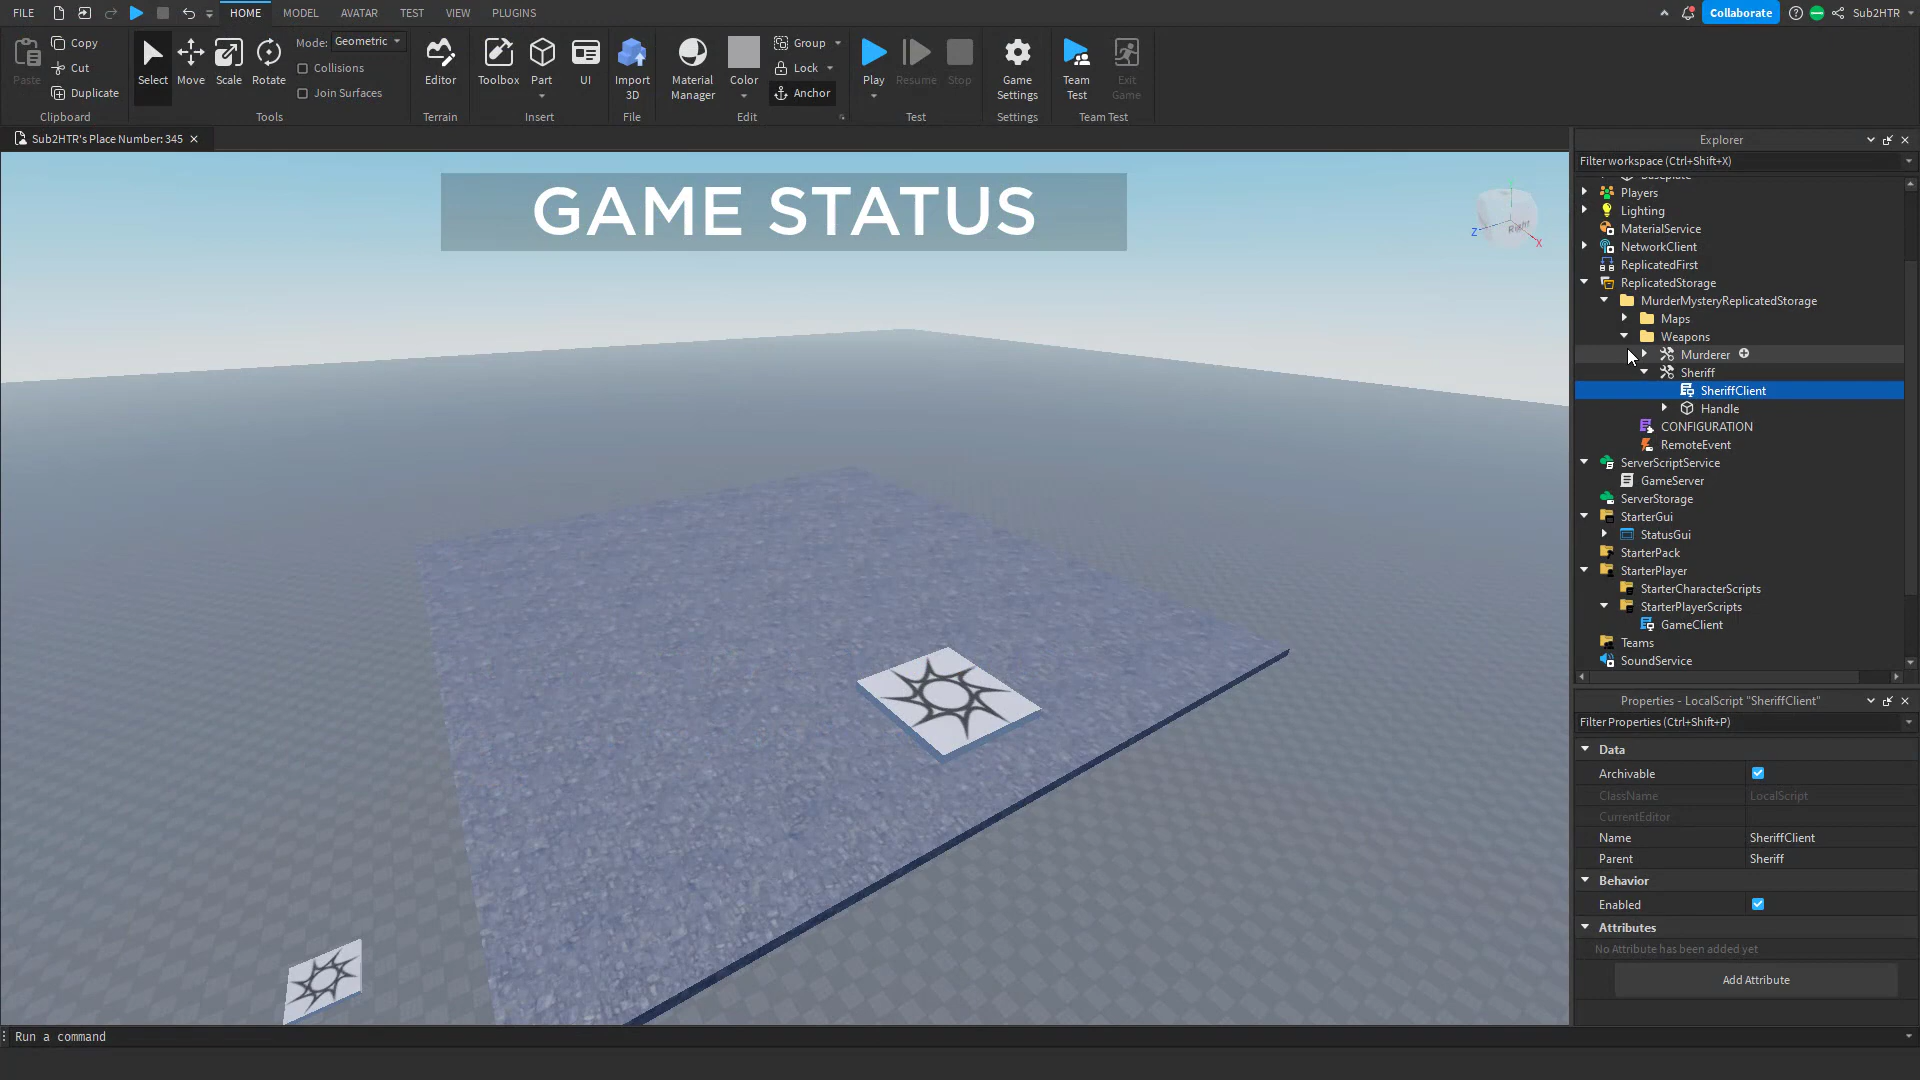 FILE
HOME
MODEL
AVATAR
TEST
VIEW
PLUGINS
Collaborate
Sub2HTR
Paste
Copy
Cut
Duplicate
Clipboard
Select
Move
Scale
Rotate
Mode: Geometric
Collisions
Join Surfaces
Tools
Editor
Terrain
Toolbox
Part
UI
Insert
Import
3D
File
Material
Manager
Color
Group
Lock
Anchor
Edit
Play
Resume
Stop
Test
Game
Settings
Settings
Team
Test
Exit
Game
Team Test
Sub2HTR's Place Number: 345
GAME STATUS
Right
Z
X
Explorer
Filter workspace (Ctrl+Shift+X)
Baseplate
Players
Lighting
MaterialService
NetworkClient
ReplicatedFirst
ReplicatedStorage
MurderMysteryReplicatedStorage
Maps
Weapons
Murderer
Sheriff
SheriffClient
Handle
CONFIGURATION
RemoteEvent
ServerScriptService
GameServer
ServerStorage
StarterGui
StatusGui
StarterPack
StarterPlayer
StarterCharacterScripts
StarterPlayerScripts
GameClient
Teams
SoundService
Properties - LocalScript "SheriffClient"
Filter Properties (Ctrl+Shift+P)
Data
Archivable
ClassName LocalScript
CurrentEditor
Name SheriffClient
Parent Sheriff
Behavior
Enabled
Attributes
No Attribute has been added yet
Add Attribute
Run a command